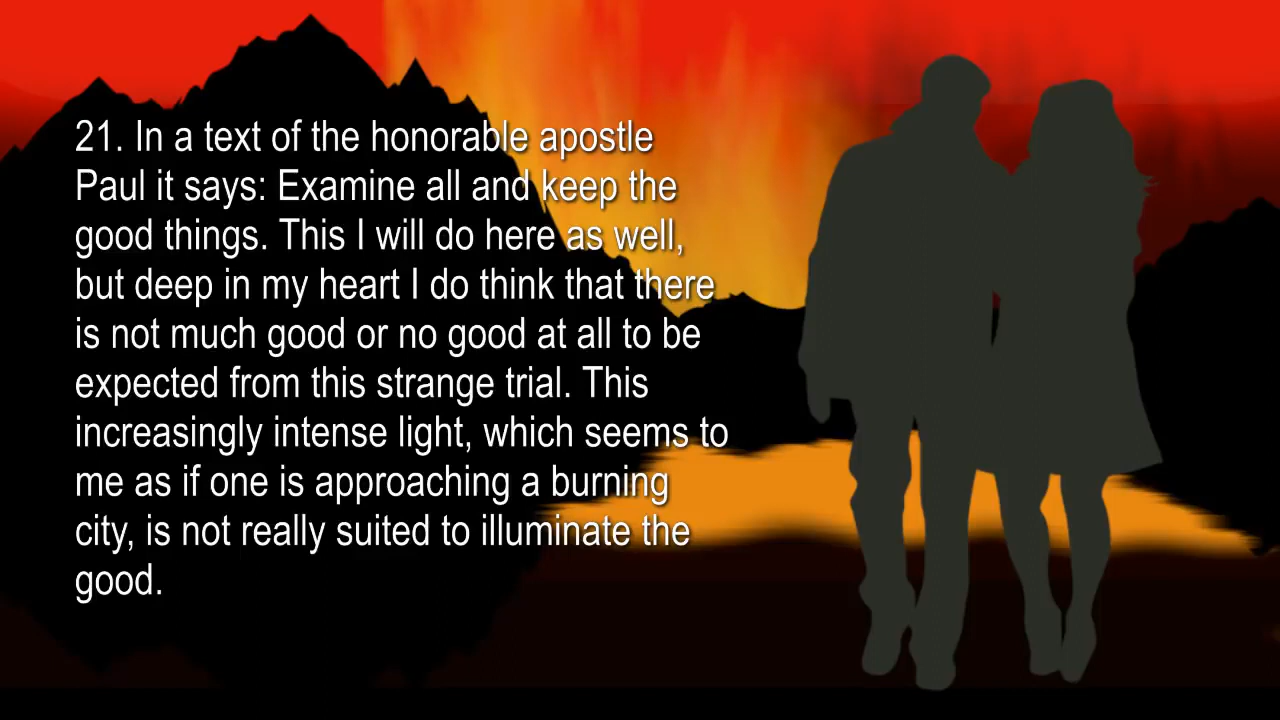 21. In a text of the honorable apostle
Paul it says: Examine all and keep the
good things. This I will do here as well,
but deep in my heart I do think that there
is not much good or no good at all to be
expected from this strange trial. This
increasingly intense light, which seems to
me as if one is approaching a burning
city, is not really suited to illuminate the
good.